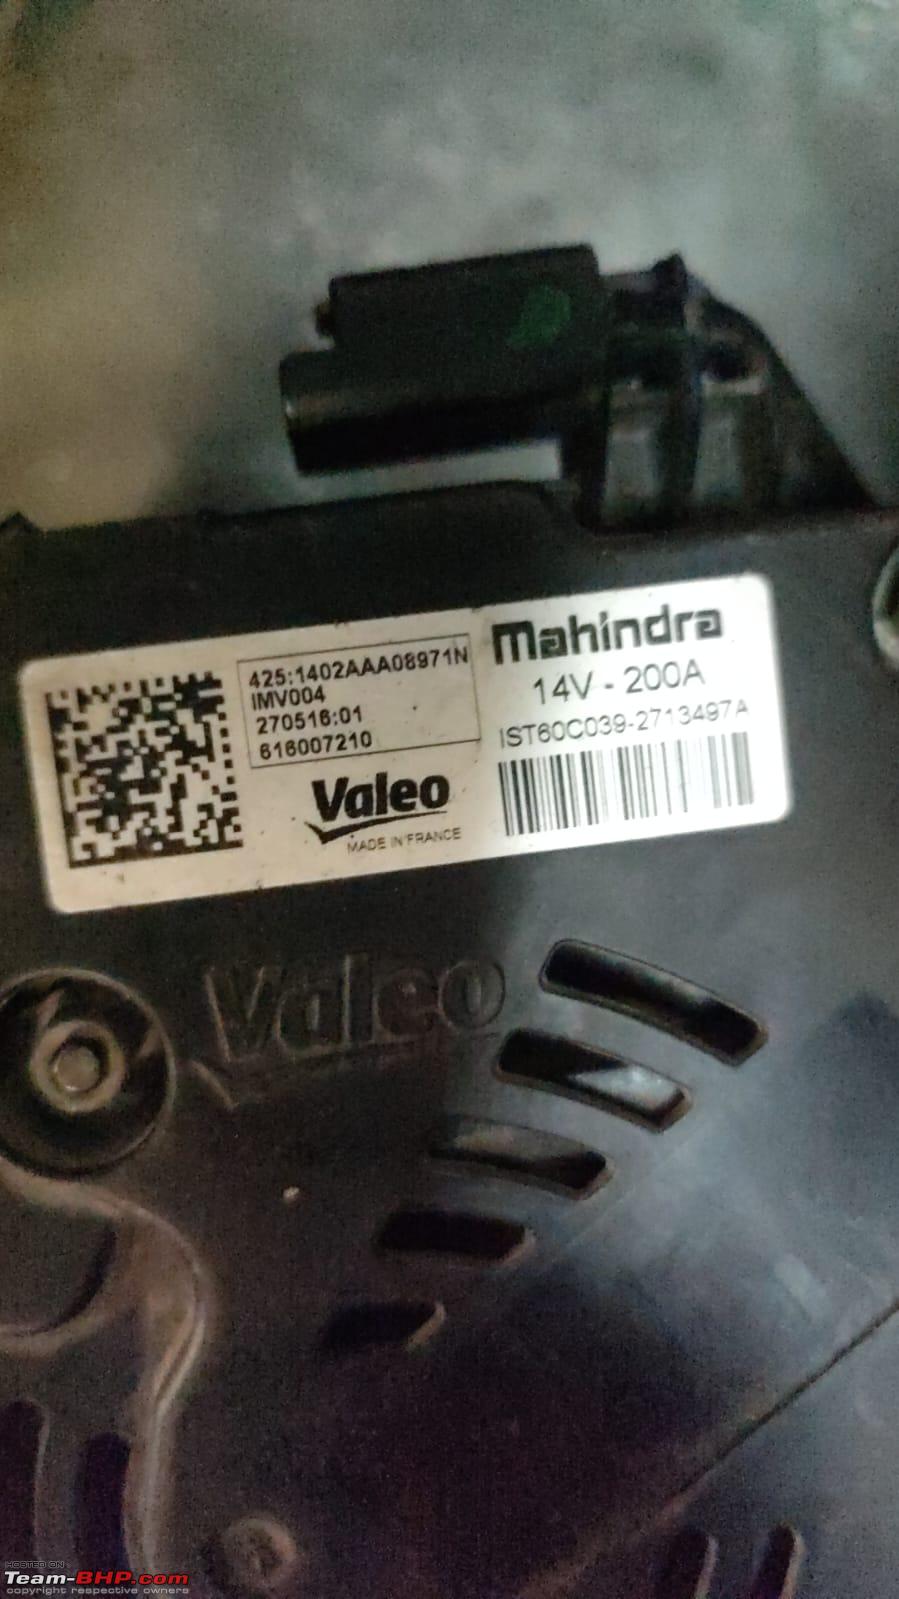 425:1402AAA08971N
IMV004
270516:01
616007210
Valeo
MADE IN FRANCE
Mahindra
14V - 200A
IST60C039-2713497A
Valeo
HOSTED ON
Team-BHP.com
copyright respective owners